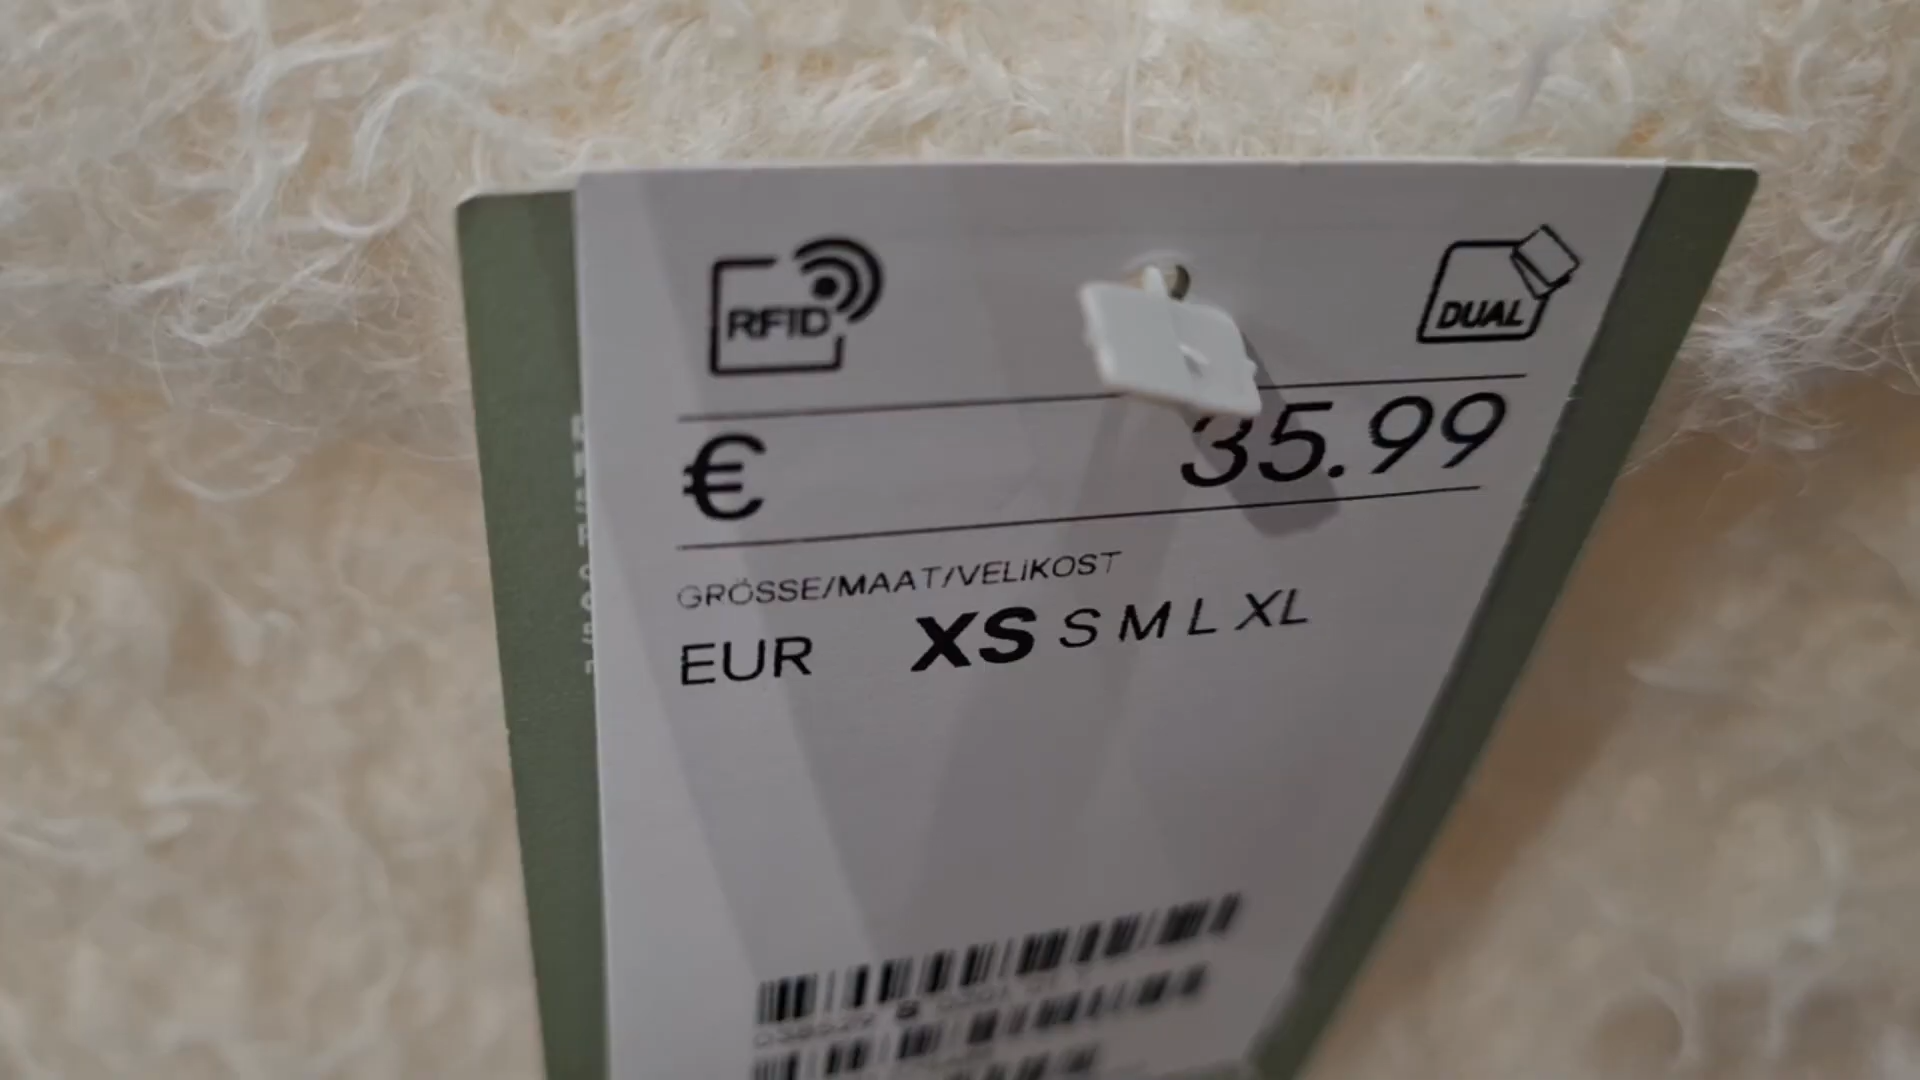 RFID
DUAL
€ 35.99
GRÖSSE/MAAT/VELIKOST
EUR XS S M L XL